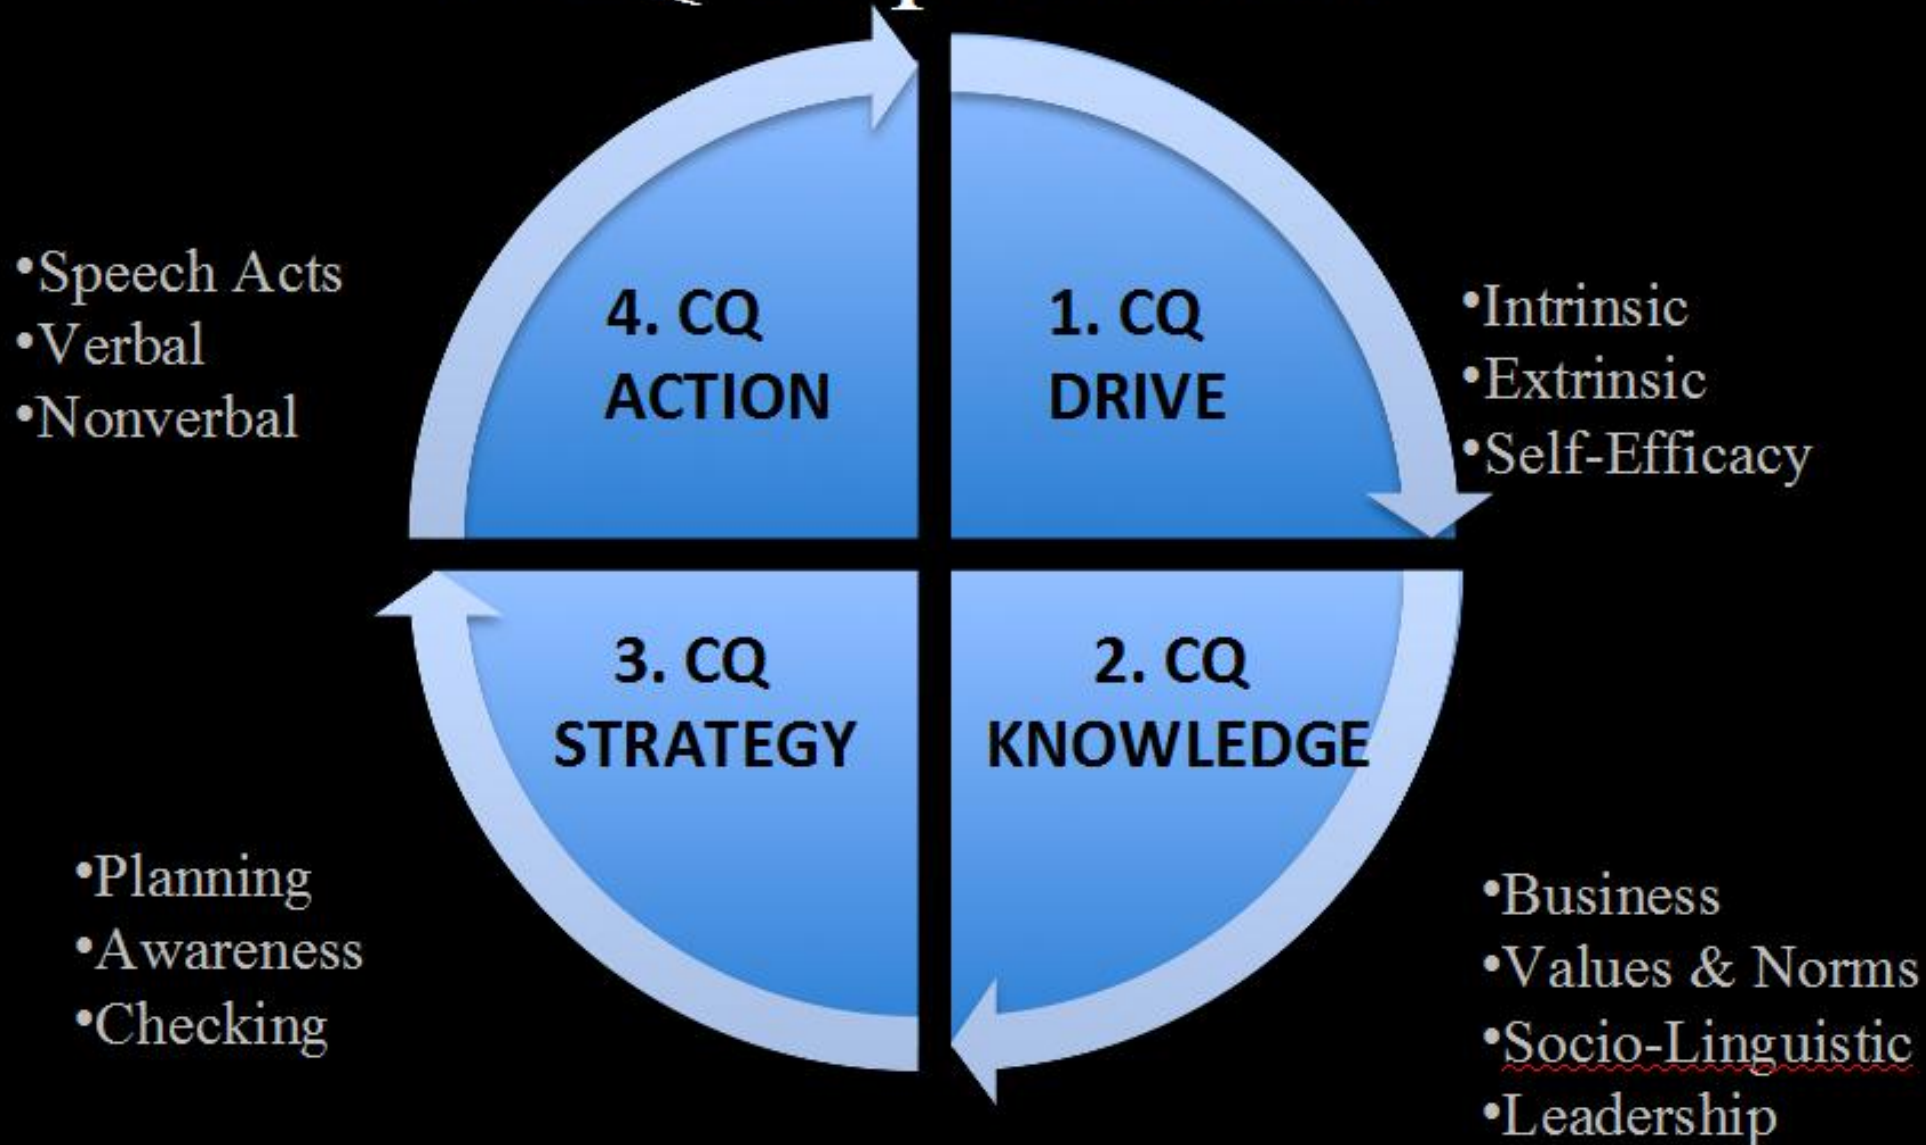 4. CQ
ACTION
1. CQ
DRIVE
3. CQ
STRATEGY
2. CQ
KNOWLEDGE
•Speech Acts
•Verbal
•Nonverbal
•Intrinsic
•Extrinsic
•Self-Efficacy
•Planning
•Awareness
•Checking
•Business
•Values & Norms
•Socio-Linguistic
•Leadership